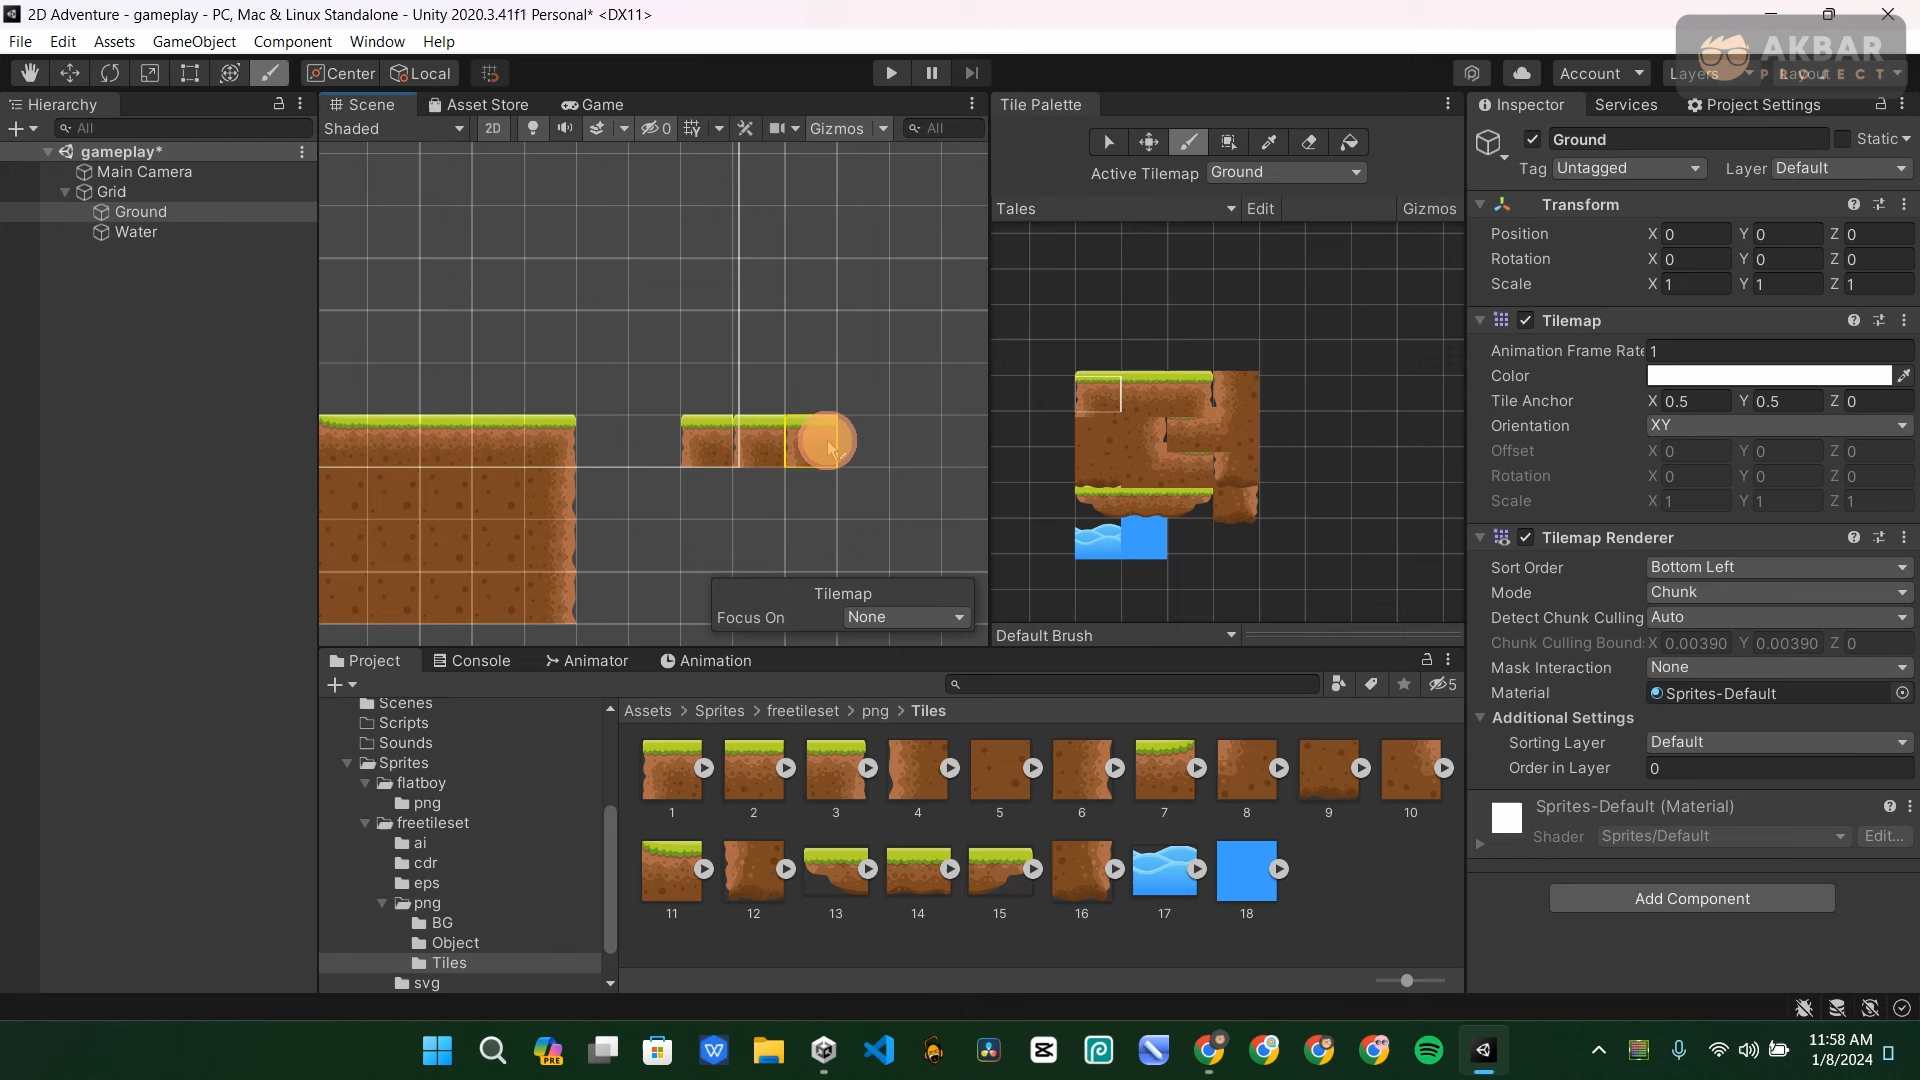 2D Adventure - gameplay - PC, Mac & Linux Standalone - Unity 2020.3.41f1 Personal* <DX11>
File Edit Assets GameObject Component Window Help
AKBAR
PROJECT
Center Local
Account Layers Layout
Hierarchy
All
gameplay*
Main Camera
Grid
Ground
Water
Scene Asset Store Game
Shaded 2D 0 Gizmos All
Tilemap
Focus On None
Tile Palette
Active Tilemap Ground
Tales Edit Gizmos
Default Brush
Inspector Services Project Settings
Ground Static
Tag Untagged Layer Default
Transform
Position X 0 Y 0 Z 0
Rotation X 0 Y 0 Z 0
Scale X 1 Y 1 Z 1
Tilemap
Animation Frame Rate 1
Color
Tile Anchor X 0.5 Y 0.5 Z 0
Orientation XY
Offset X 0 Y 0 Z 0
Rotation X 0 Y 0 Z 0
Scale X 1 Y 1 Z 1
Tilemap Renderer
Sort Order Bottom Left
Mode Chunk
Detect Chunk Culling Auto
Chunk Culling Bound: X 0.00390 Y 0.00390 Z 0
Mask Interaction None
Material Sprites-Default
Additional Settings
Sorting Layer Default
Order in Layer 0
Sprites-Default (Material)
Shader Sprites/Default Edit...
Add Component
Project Console Animator Animation
5
Scenes
Scripts
Sounds
Sprites
flatboy
png
freetileset
ai
cdr
eps
png
BG
Object
Tiles
svg
Assets > Sprites > freetileset > png > Tiles
1 2 3 4 5 6 7 8 9 10
11 12 13 14 15 16 17 18
PRE
11:58 AM
1/8/2024